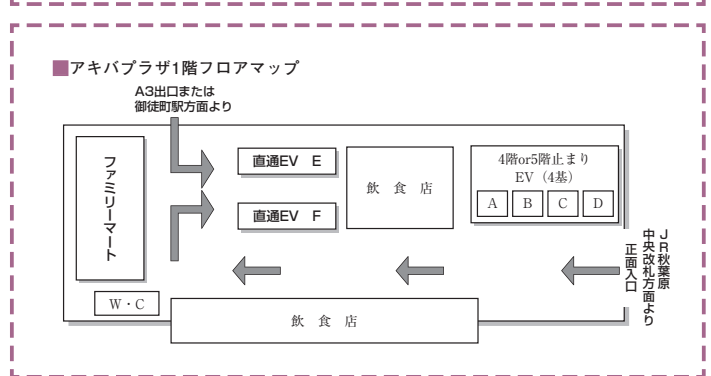 ■アキバプラザ1階フロアマップ
A3出口または
御徒町駅方面より
ファミリーマート
直通EV E
直通EV F
飲食店
4階or5階止まり
EV（4基）
A B C D
JR秋葉原
中央改札方面より
正面入口
W・C
飲食店